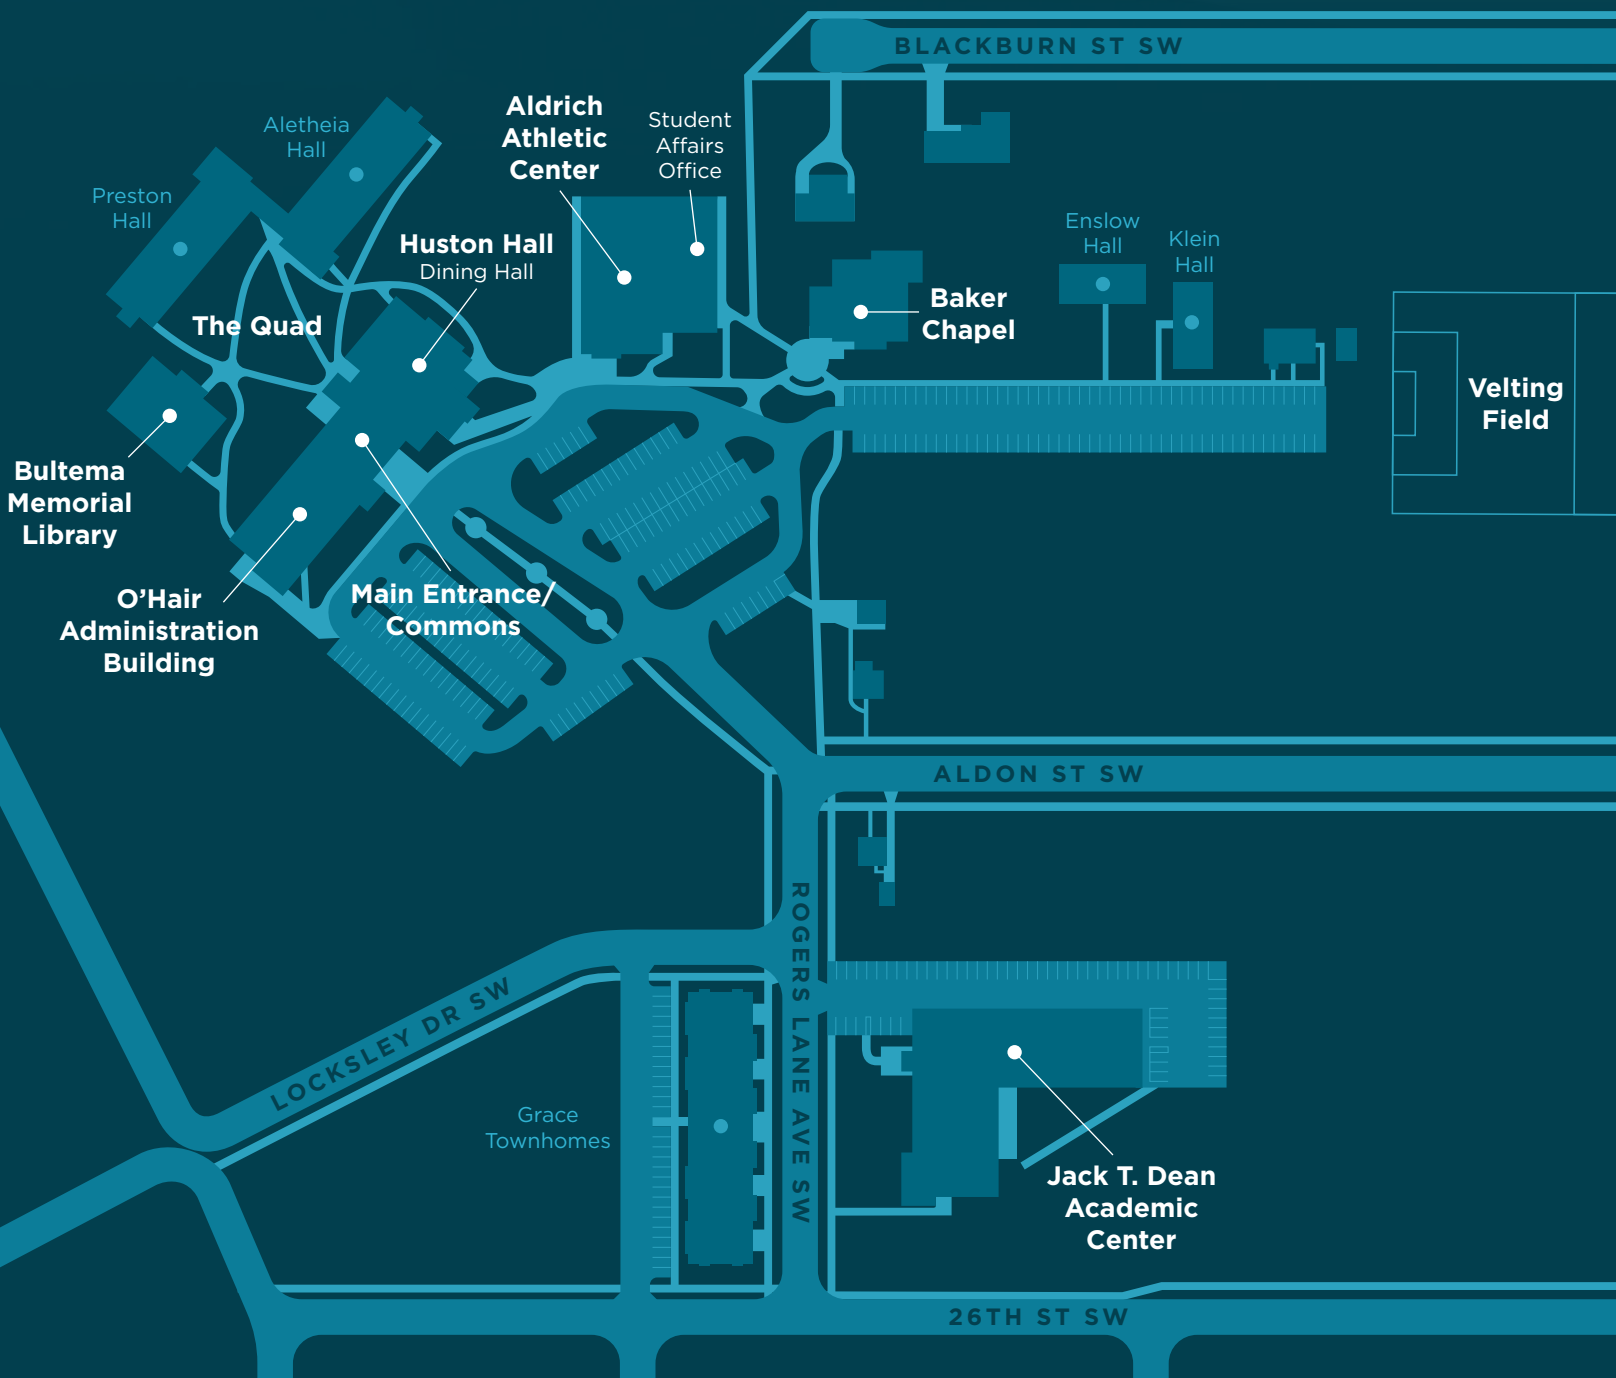 BLACKBURN ST SW
Aldrich
Athletic
Center
Student
Affairs
Office
Aletheia
Hall
Preston
Hall
Huston Hall
Dining Hall
Enslow
Hall
Klein
Hall
The Quad
Baker
Chapel
Velting
Field
Bultema
Memorial
Library
O’Hair
Administration
Building
Main Entrance/
Commons
ALDON ST SW
ROGERS LANE AVE SW
LOCKSLEY DR SW
Grace
Townhomes
Jack T. Dean
Academic
Center
26TH ST SW